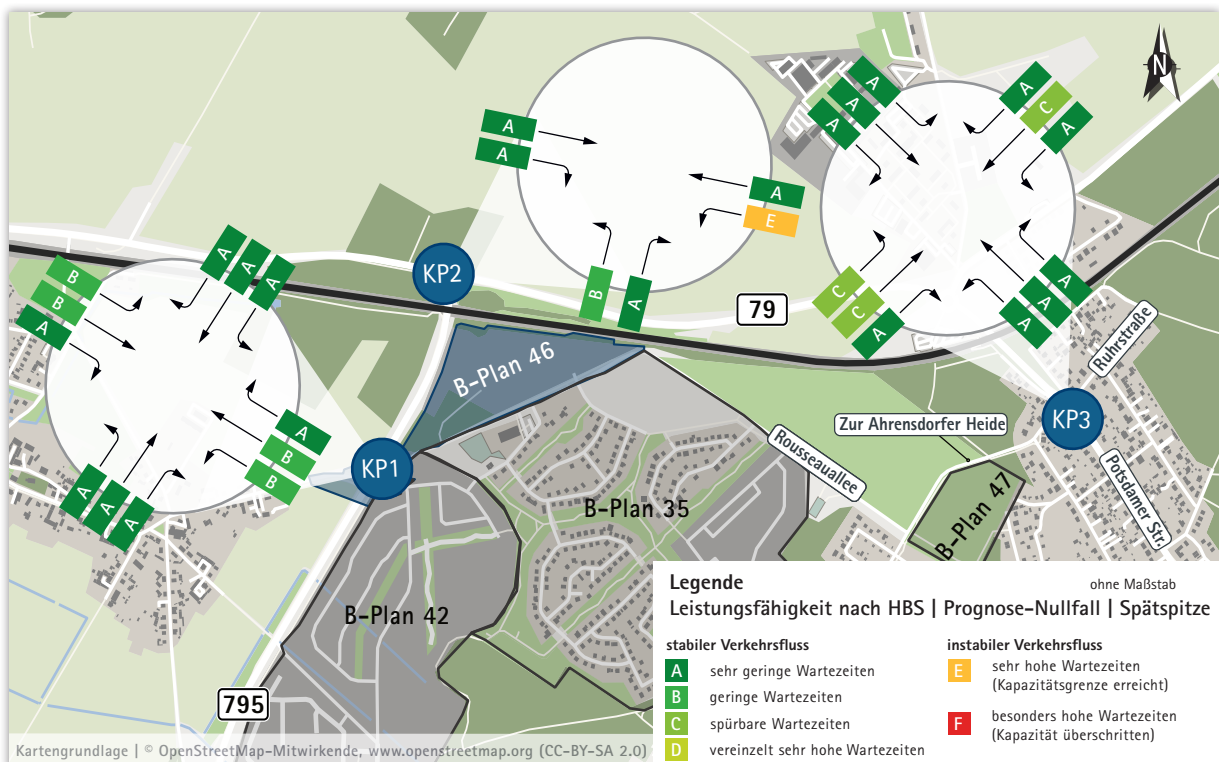 N
A
A
A
A
C
A
A
A
A
E
B
A
C
C
A
A
A
A
KP2
79
B
B
A
A
A
A
A
B
B
A
A
A
KP1
B-Plan 46
Ruhrstraße
Zur Ahrensdorfer Heide
KP3
Rousseauallee
Potsdamer Str.
B-Plan 47
B-Plan 35
B-Plan 42
795
Legende
ohne Maßstab
Leistungsfähigkeit nach HBS | Prognose-Nullfall | Spätspitze
stabiler Verkehrsfluss
A sehr geringe Wartezeiten
B geringe Wartezeiten
C spürbare Wartezeiten
D vereinzelt sehr hohe Wartezeiten
instabiler Verkehrsfluss
E sehr hohe Wartezeiten
(Kapazitätsgrenze erreicht)
F besonders hohe Wartezeiten
(Kapazität überschritten)
Kartengrundlage | © OpenStreetMap-Mitwirkende, www.openstreetmap.org (CC-BY-SA 2.0)